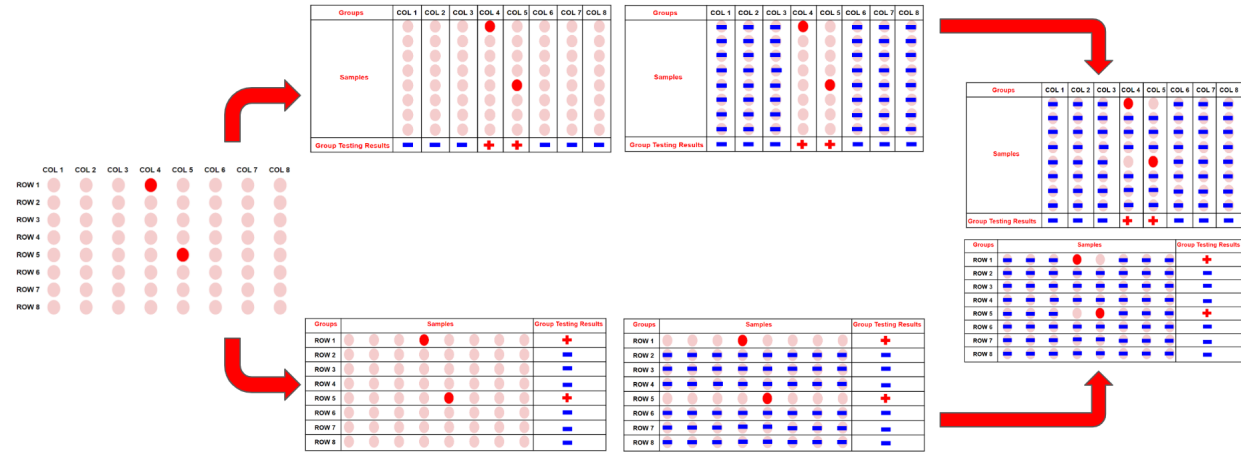 Groups COL 1 COL 2 COL 3 COL 4 COL 5 COL 6 COL 7 COL 8
Samples
Group Testing Results
Groups COL 1 COL 2 COL 3 COL 4 COL 5 COL 6 COL 7 COL 8
Samples
Group Testing Results
Groups COL 1 COL 2 COL 3 COL 4 COL 5 COL 6 COL 7 COL 8
Samples
Group Testing Results
COL 1 COL 2 COL 3 COL 4 COL 5 COL 6 COL 7 COL 8
ROW 1
ROW 2
ROW 3
ROW 4
ROW 5
ROW 6
ROW 7
ROW 8
Groups Samples Group Testing Results
ROW 1
ROW 2
ROW 3
ROW 4
ROW 5
ROW 6
ROW 7
ROW 8
Groups Samples Group Testing Results
ROW 1
ROW 2
ROW 3
ROW 4
ROW 5
ROW 6
ROW 7
ROW 8
Groups Samples Group Testing Results
ROW 1
ROW 2
ROW 3
ROW 4
ROW 5
ROW 6
ROW 7
ROW 8